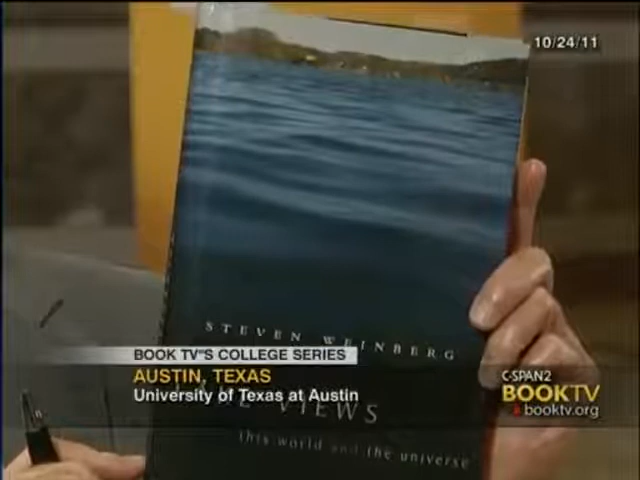 10/24/11
STEVEN WEINBERG
BOOK TV"S COLLEGE SERIES
AUSTIN, TEXAS
University of Texas at Austin
VIEWS
this world and the universe
C-SPAN2
BOOKTV
booktv.org